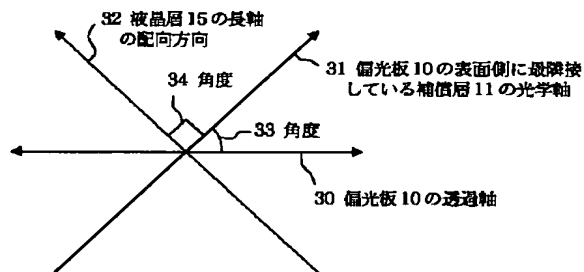 32 液晶層15の長軸
の配向方向
34 角度
31 偏光板10の表面側に最隣接
している補償層11の光学軸
33 角度
30 偏光板10の透過軸